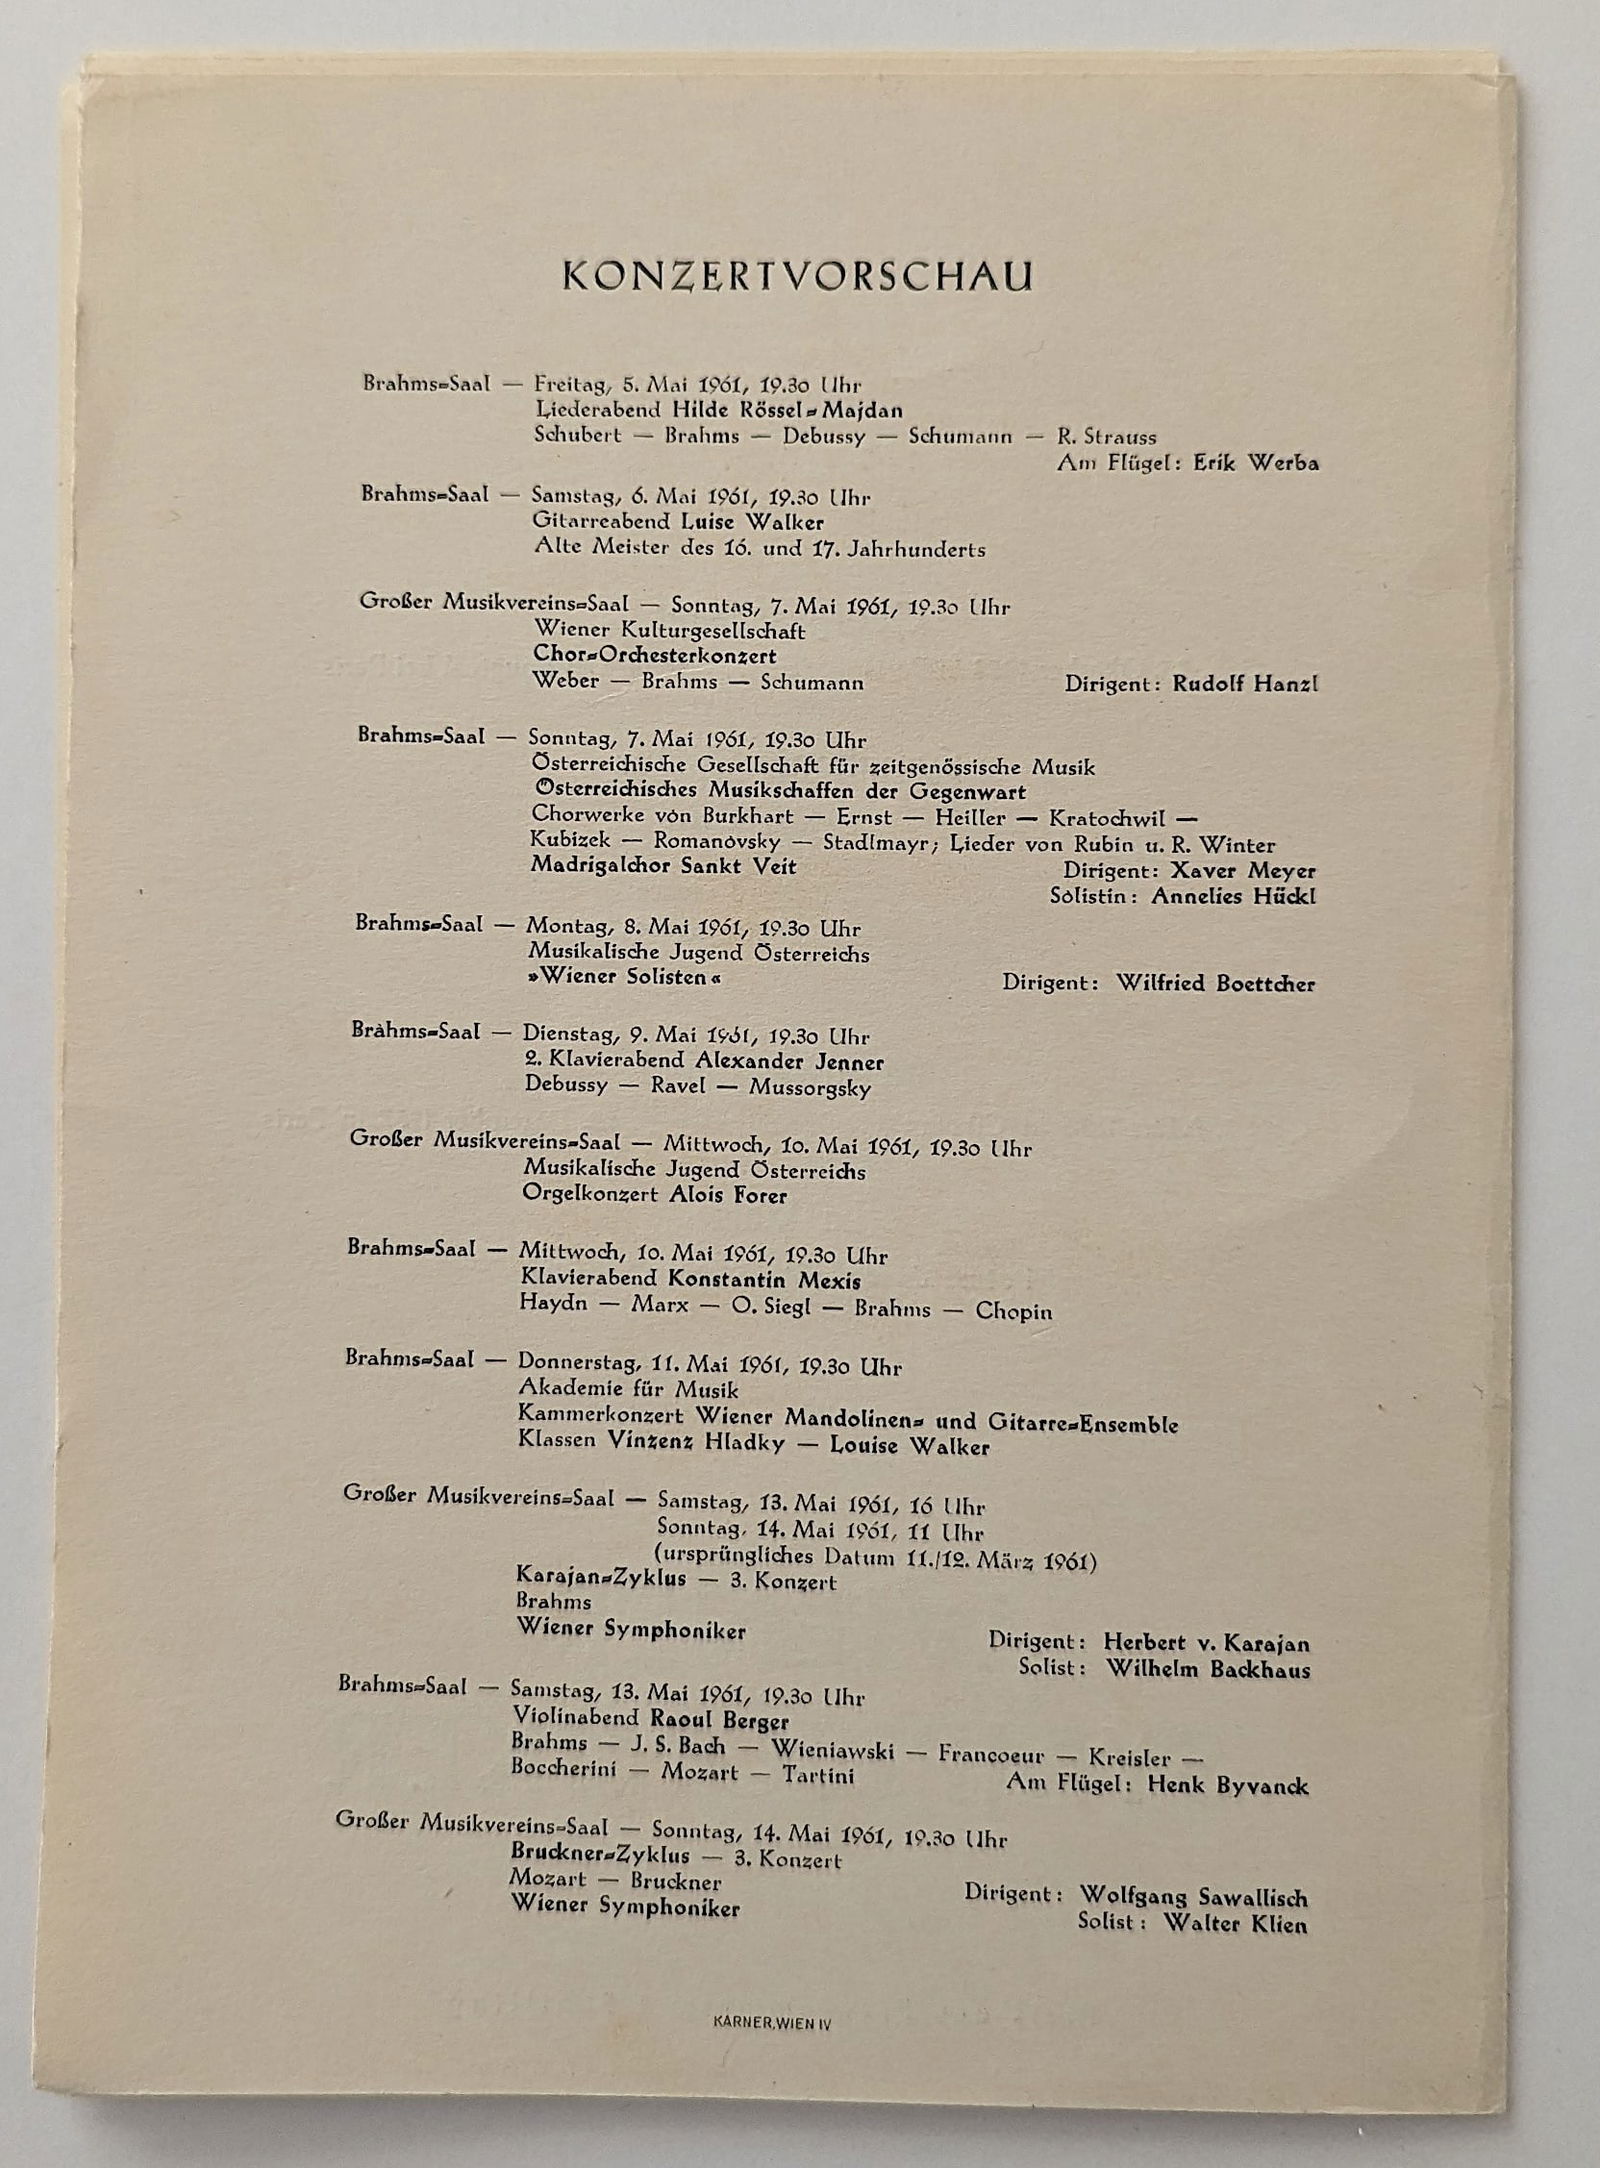 KONZERTVORSCHAU
Brahms=Saal — Freitag, 5. Mai 1961, 19.30 Uhr
Liederabend Hilde Rössel=Majdan
Schubert — Brahms — Debussy — Schumann — R. Strauss
Am Flügel: Erik Werba
Brahms=Saal — Samstag, 6. Mai 1961, 19.30 Uhr
Gitarreabend Luise Walker
Alte Meister des 16. und 17. Jahrhunderts
Großer Musikvereins=Saal — Sonntag, 7. Mai 1961, 19.30 Uhr
Wiener Kulturgesellschaft
Chor=Orchesterkonzert
Weber — Brahms — Schumann Dirigent: Rudolf Hanzl
Brahms=Saal — Sonntag, 7. Mai 1961, 19.30 Uhr
Österreichische Gesellschaft für zeitgenössische Musik
Österreichisches Musikschaffen der Gegenwart
Chorwerke von Burkhart — Ernst — Heiller — Kratochwil —
Kubizek — Romanovsky — Stadlmayr; Lieder von Rubin u. R. Winter
Madrigalchor Sankt Veit Dirigent: Xaver Meyer
Solistin: Annelies Hückl
Brahms=Saal — Montag, 8. Mai 1961, 19.30 Uhr
Musikalische Jugend Österreichs
»Wiener Solisten« Dirigent: Wilfried Boettcher
Brahms=Saal — Dienstag, 9. Mai 1961, 19.30 Uhr
2. Klavierabend Alexander Jenner
Debussy — Ravel — Mussorgsky
Großer Musikvereins=Saal — Mittwoch, 10. Mai 1961, 19.30 Uhr
Musikalische Jugend Österreichs
Orgelkonzert Alois Forer
Brahms=Saal — Mittwoch, 10. Mai 1961, 19.30 Uhr
Klavierabend Konstantin Mexis
Haydn — Marx — O. Siegl — Brahms — Chopin
Brahms=Saal — Donnerstag, 11. Mai 1961, 19.30 Uhr
Akademie für Musik
Kammerkonzert Wiener Mandolinen= und Gitarre=Ensemble
Klassen Vinzenz Hladky — Louise Walker
Großer Musikvereins=Saal — Samstag, 13. Mai 1961, 16 Uhr
Sonntag, 14. Mai 1961, 11 Uhr
(ursprüngliches Datum 11./12. März 1961)
Karajan=Zyklus — 3. Konzert
Brahms
Wiener Symphoniker Dirigent: Herbert v. Karajan
Solist: Wilhelm Backhaus
Brahms=Saal — Samstag, 13. Mai 1961, 19.30 Uhr
Violinabend Raoul Berger
Brahms — J. S. Bach — Wieniawski — Francoeur — Kreisler —
Boccherini — Mozart — Tartini Am Flügel: Henk Byvanck
Großer Musikvereins=Saal — Sonntag, 14. Mai 1961, 19.30 Uhr
Bruckner=Zyklus — 3. Konzert
Mozart — Bruckner Dirigent: Wolfgang Sawallisch
Wiener Symphoniker Solist: Walter Klien
KARNER, WIEN IV